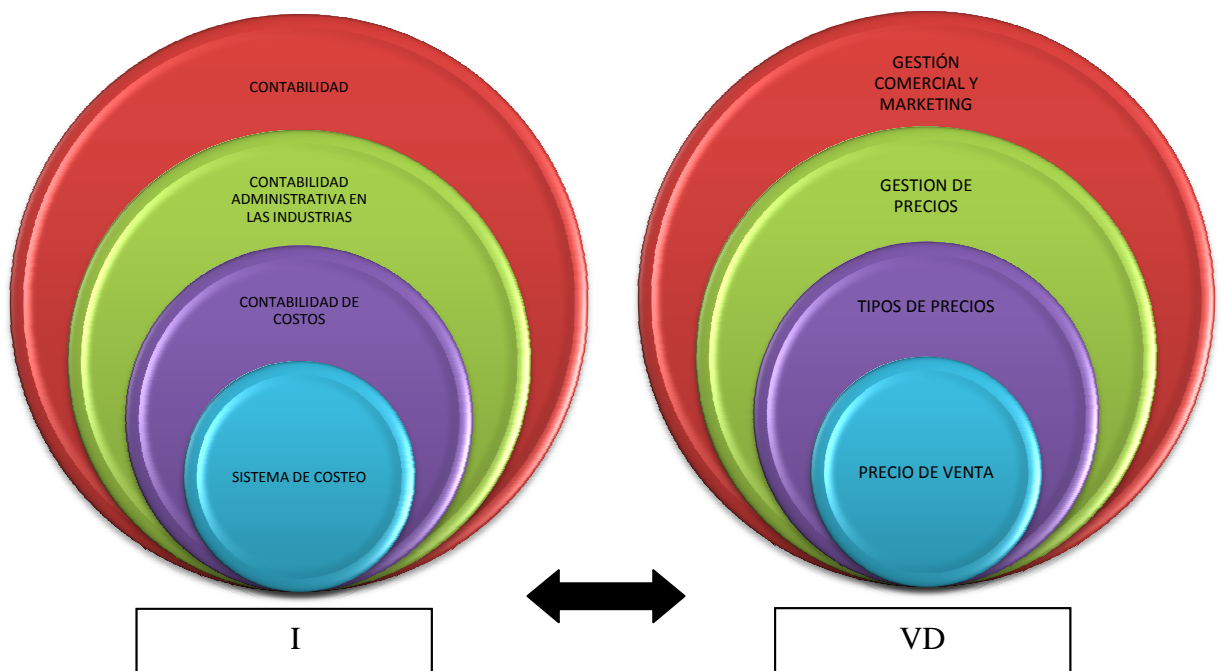 CONTABILIDAD
CONTABILIDAD
ADMINISTRATIVA EN
LAS INDUSTRIAS
CONTABILIDAD DE
COSTOS
SISTEMA DE COSTEO
I
GESTIÓN
COMERCIAL Y
MARKETING
GESTION DE
PRECIOS
TIPOS DE PRECIOS
PRECIO DE VENTA
VD